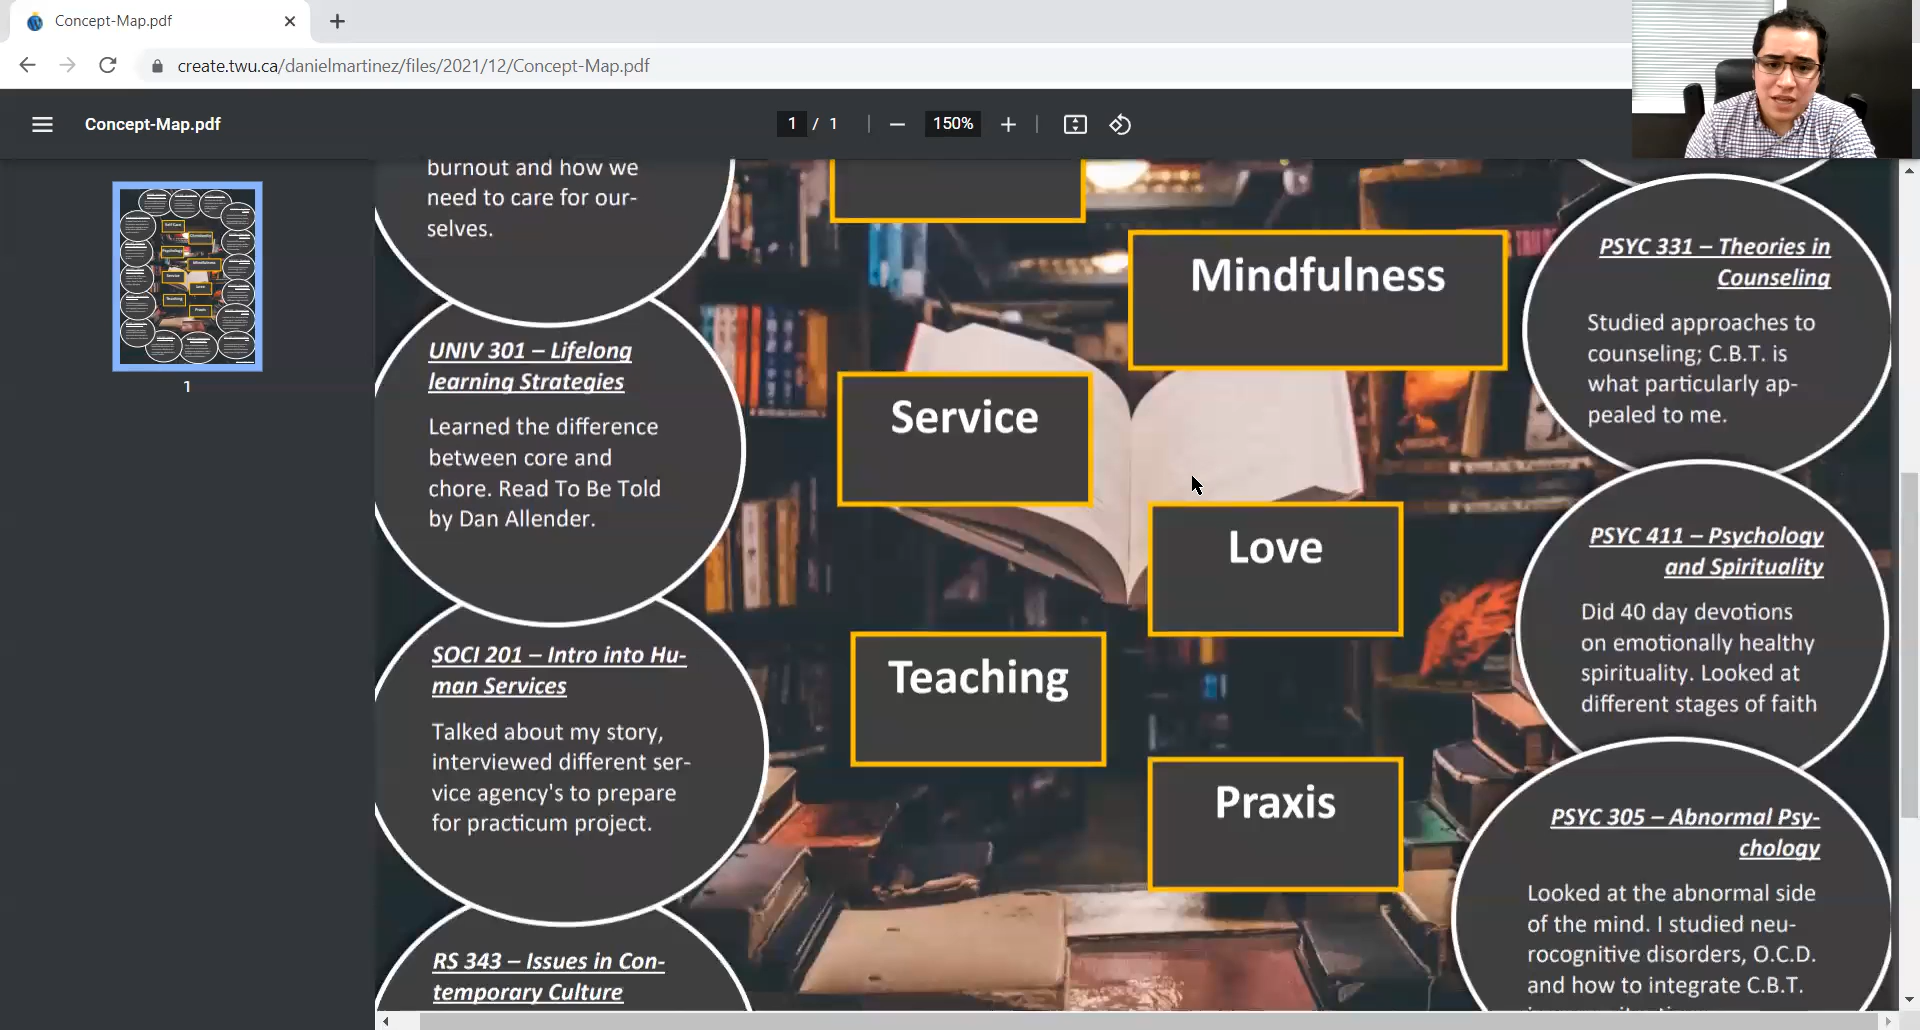 Concept-Map.pdf
create.twu.ca/danielmartinez/files/2021/12/Concept-Map.pdf
Concept-Map.pdf
1 / 1
150%
1
burnout and how we
need to care for our-
selves.
UNIV 301 – Lifelong
learning Strategies
Learned the difference
between core and
chore. Read To Be Told
by Dan Allender.
SOCI 201 – Intro into Hu-
man Services
Talked about my story,
interviewed different ser-
vice agency's to prepare
for practicum project.
RS 343 – Issues in Con-
temporary Culture
Mindfulness
Service
Love
Teaching
Praxis
PSYC 331 – Theories in
Counseling
Studied approaches to
counseling; C.B.T. is
what particularly ap-
pealed to me.
PSYC 411 – Psychology
and Spirituality
Did 40 day devotions
on emotionally healthy
spirituality. Looked at
different stages of faith
PSYC 305 – Abnormal Psy-
chology
Looked at the abnormal side
of the mind. I studied neu-
rocognitive disorders, O.C.D.
and how to integrate C.B.T.